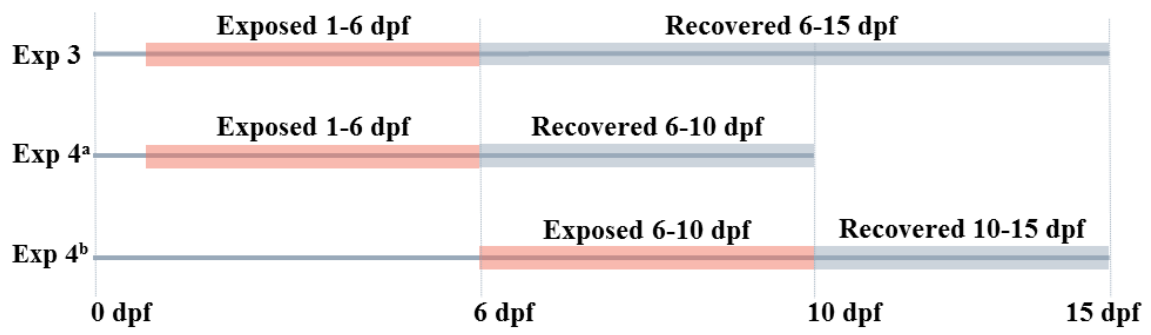 Exposed 1-6 dpf Recovered 6-15 dpf
Exp 3
Exposed 1-6 dpf Recovered 6-10 dpf
Exp 4ᵃ
Exposed 6-10 dpf Recovered 10-15 dpf
Exp 4ᵇ
0 dpf 6 dpf 10 dpf 15 dpf